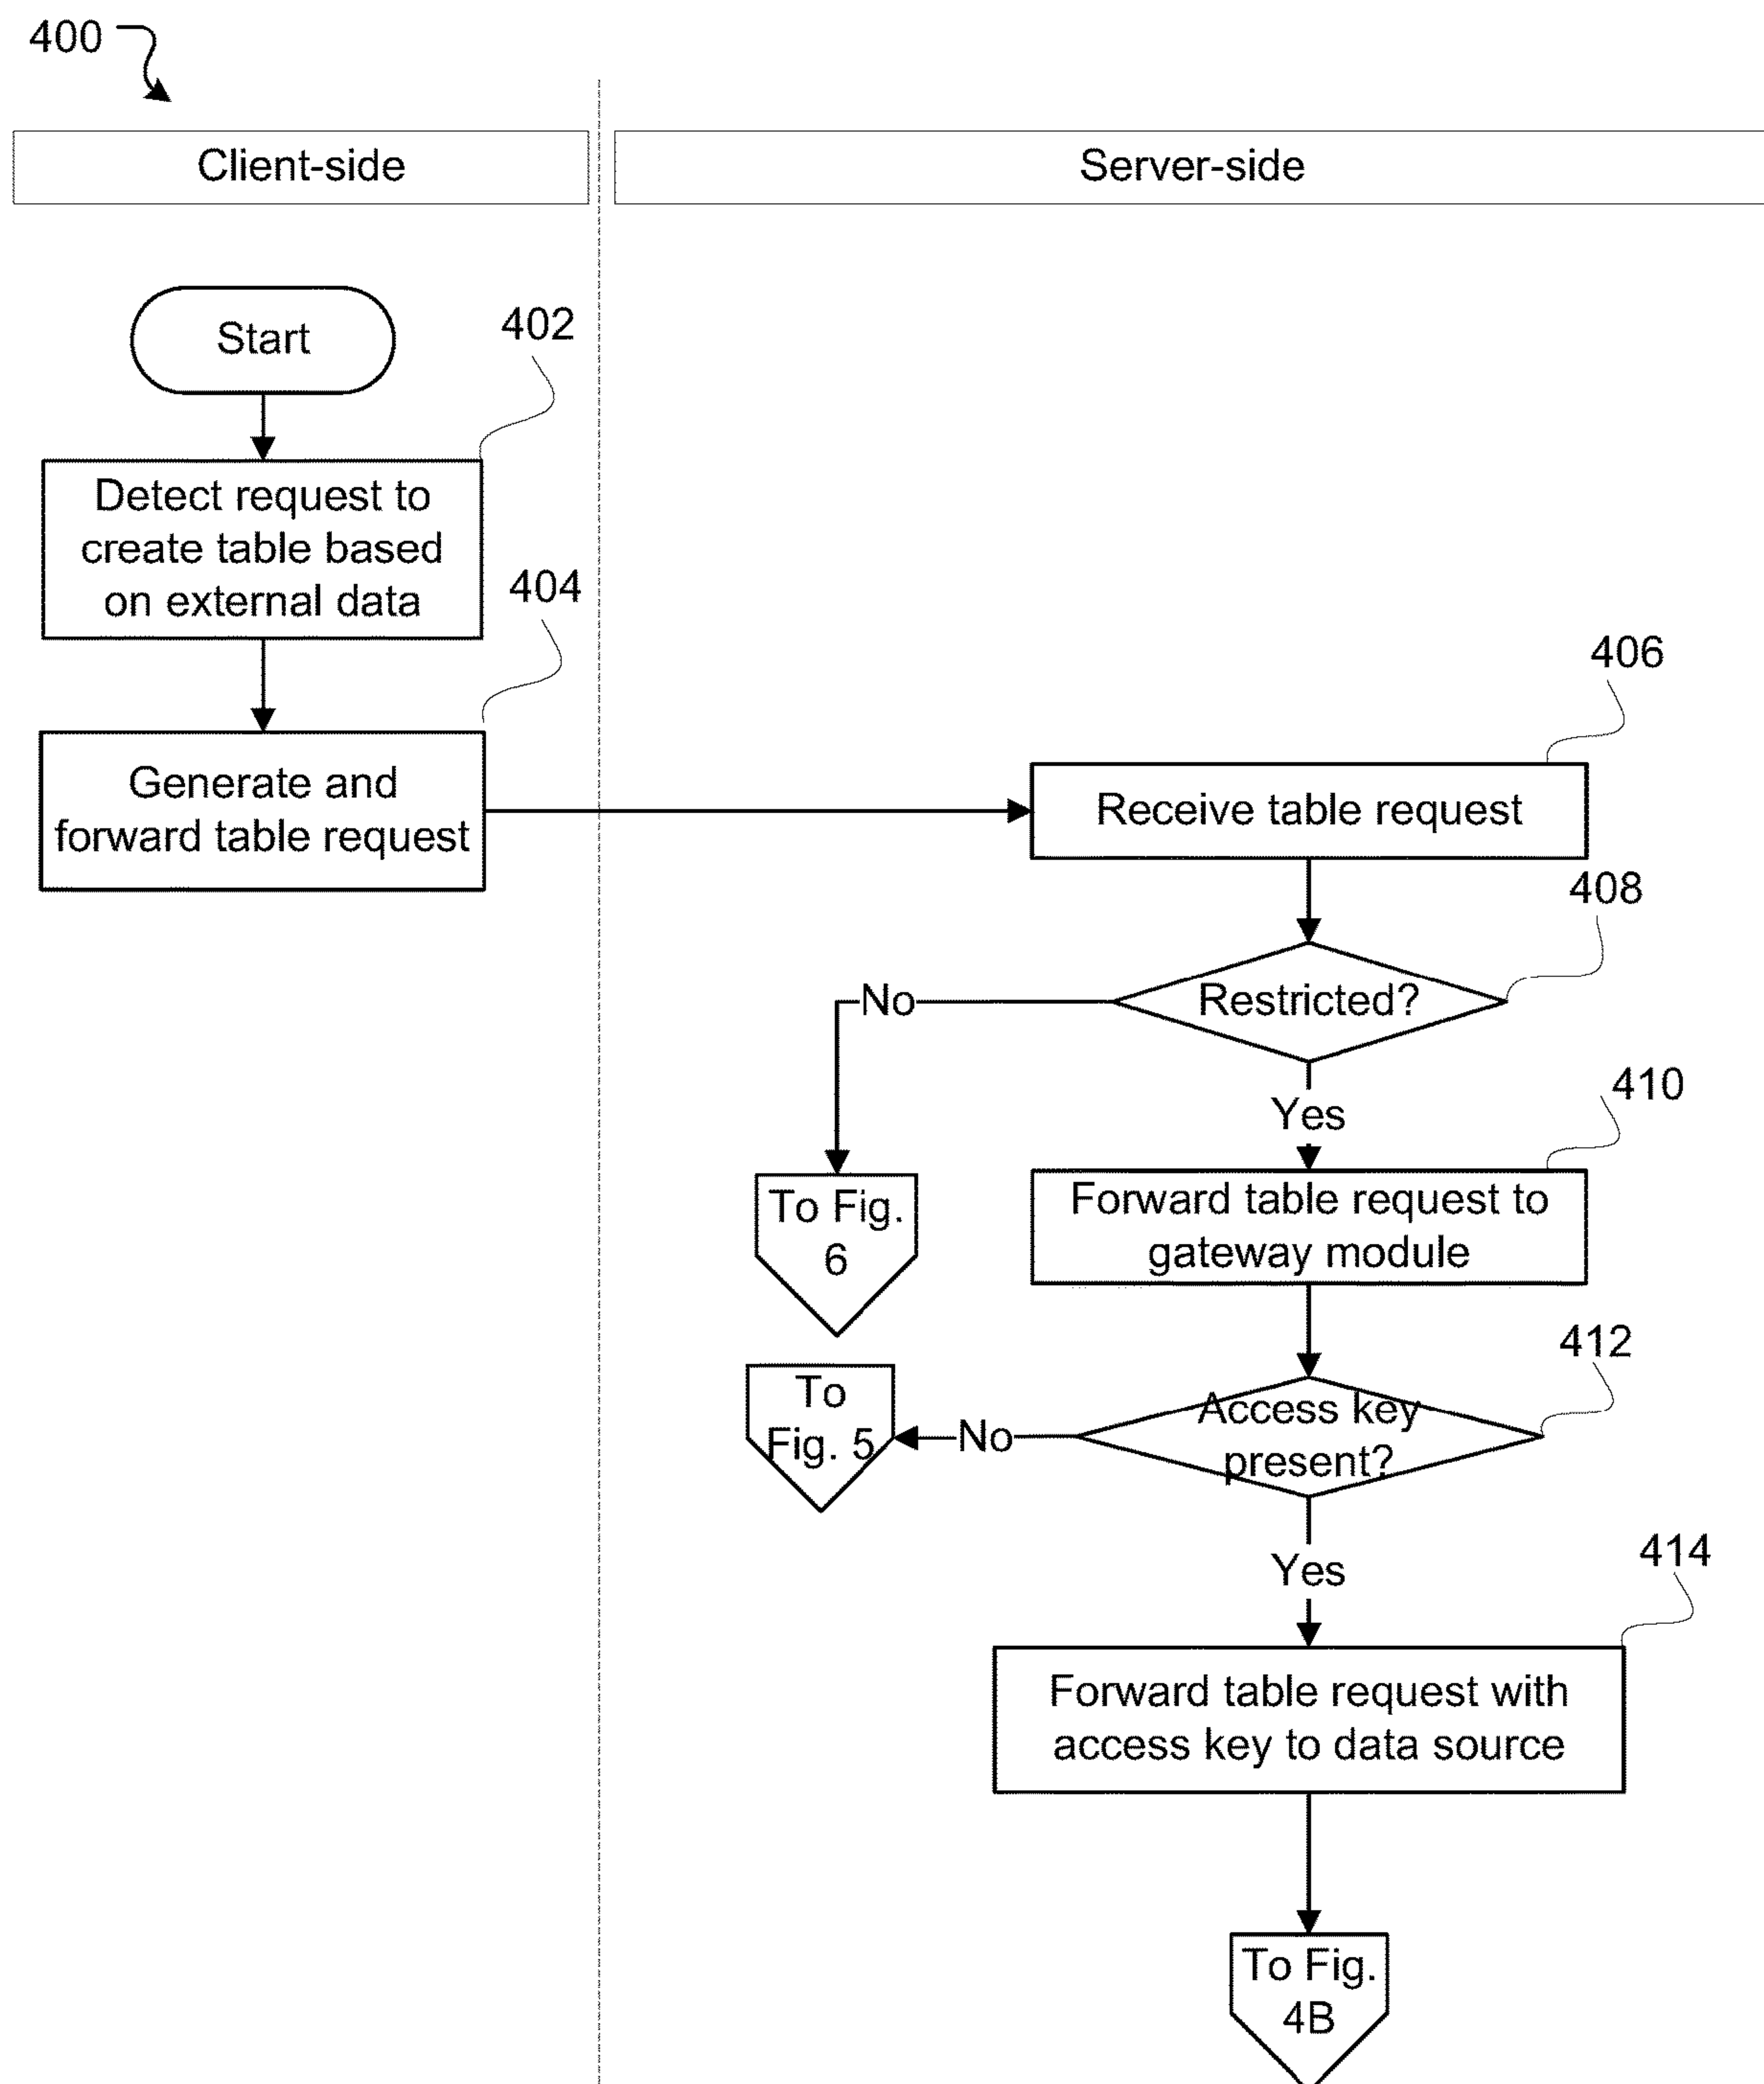 400
Client-side
Server-side
Start
402
Detect request to
create table based
on external data
404
Generate and
forward table request
406
Receive table request
408
Restricted?
No
Yes
To Fig.
6
410
Forward table request to
gateway module
412
Access key
present?
No
To
Fig. 5
Yes
414
Forward table request with
access key to data source
To Fig.
4B